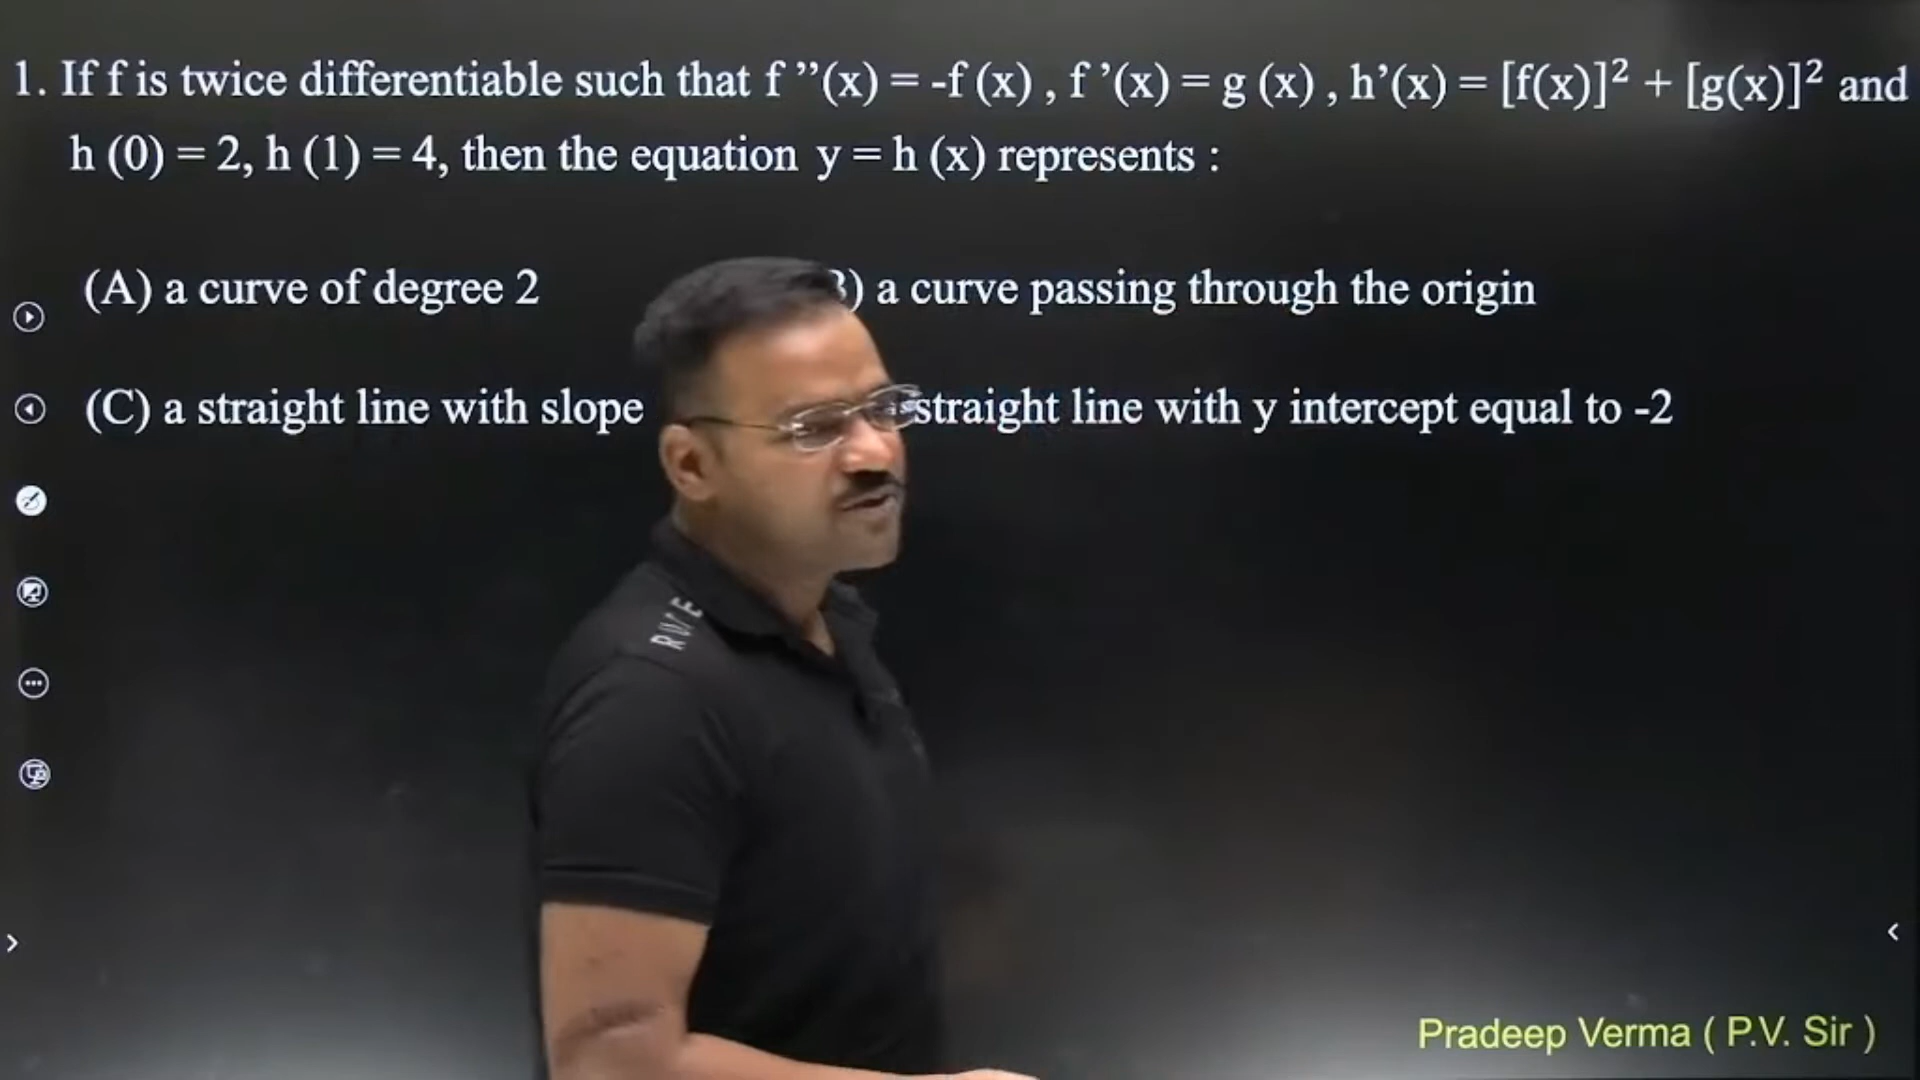 1. If f is twice differentiable such that f ”(x) = -f (x) , f ’(x) = g (x) , h’(x) = [f(x)]² + [g(x)]² and
h (0) = 2, h (1) = 4, then the equation y = h (x) represents :
(A) a curve of degree 2 ) a curve passing through the origin
(C) a straight line with slope straight line with y intercept equal to -2
RVE
Pradeep Verma ( P.V. Sir )